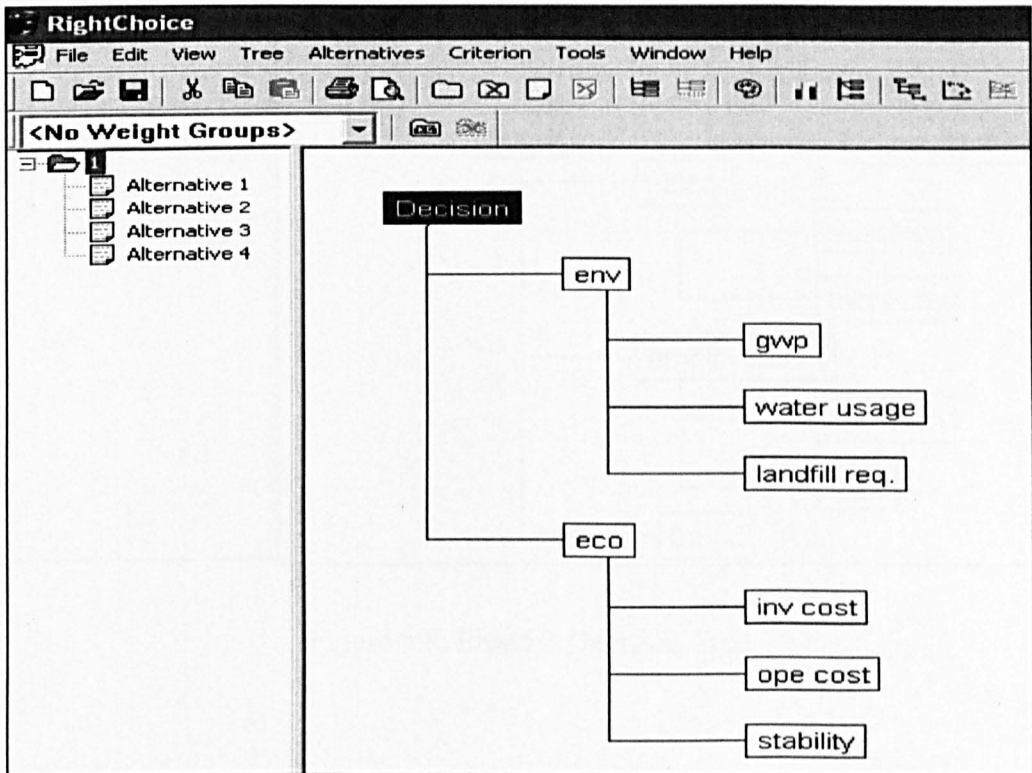 RightChoice
File Edit View Tree Alternatives Criterion Tools Window Help
<No Weight Groups>
1
Alternative 1
Alternative 2
Alternative 3
Alternative 4
Decision
env
gwp
water usage
landfill req.
eco
inv cost
ope cost
stability